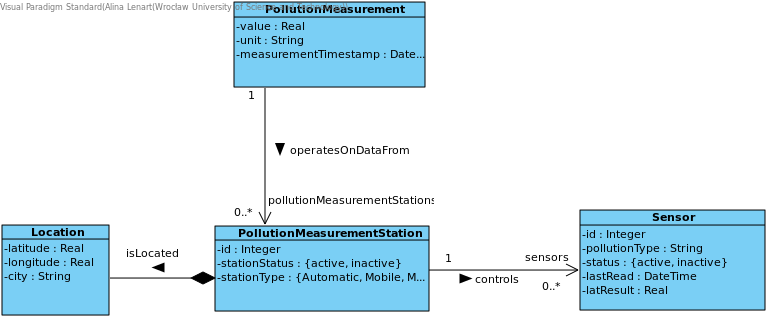 Visual Paradigm Standard(Alina Lenart(Wroclaw University of Science and Technology))
PollutionMeasurement
-value : Real
-unit : String
-measurementTimestamp : Date...
1
operatesOnDataFrom
pollutionMeasurementStations
0..*
Location
-latitude : Real
-longitude : Real
-city : String
isLocated
PollutionMeasurementStation
-id : Integer
-stationStatus : {active, inactive}
-stationType : {Automatic, Mobile, M...
1
sensors
controls
0..*
Sensor
-id : Integer
-pollutionType : String
-status : {active, inactive}
-lastRead : DateTime
-latResult : Real